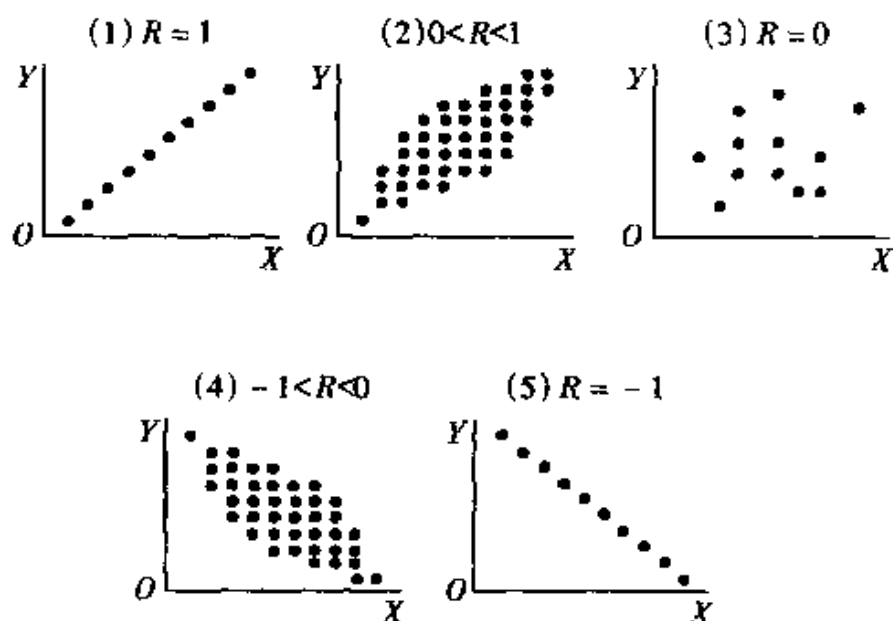 (1) R = 1
(2) 0<R<1
(3) R = 0
Y
Y
Y
O
O
O
X
X
X
(4) - 1<R<0
(5) R = - 1
Y
Y
O
O
X
X